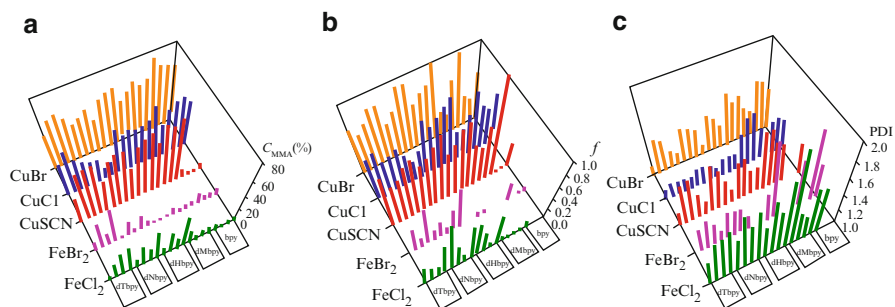 a
C_MMA(%)
80
60
40
20
0
CuBr
CuC1
CuSCN
FeBr₂
FeCl₂
dTbpy
dNbpy
dHbpy
dMbpy
bpy
b
f
1.0
0.8
0.6
0.4
0.2
0.0
CuBr
CuC1
CuSCN
FeBr₂
FeCl₂
dTbpy
dNbpy
dHbpy
dMbpy
bpy
c
PDI
2.0
1.8
1.6
1.4
1.2
1.0
CuBr
CuC1
CuSCN
FeBr₂
FeCl₂
dTbpy
dNbpy
dHbpy
dMbpy
bpy